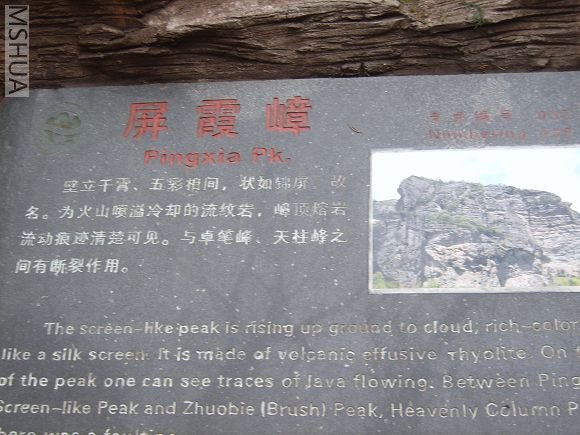 MSHUA
屏霞嶂
Pingxia Pk.
壁立千霄、五彩相间，状如锦屏，故
名。为火山喷溢冷却的流纹岩，嶂顶熔岩
流动痕迹清楚可见。与卓笔峰、天柱峰之
间有断裂作用。
The screen-like peak is rising up ground to cloud, rich-color
like a silk screen. It is made of volcanic effusive rhyolite. On
of the peak one can see traces of lava flowing. Between Ping
Screen-like Peak and Zhuobie (Brush) Peak, Heavenly Column P
there was a faulting